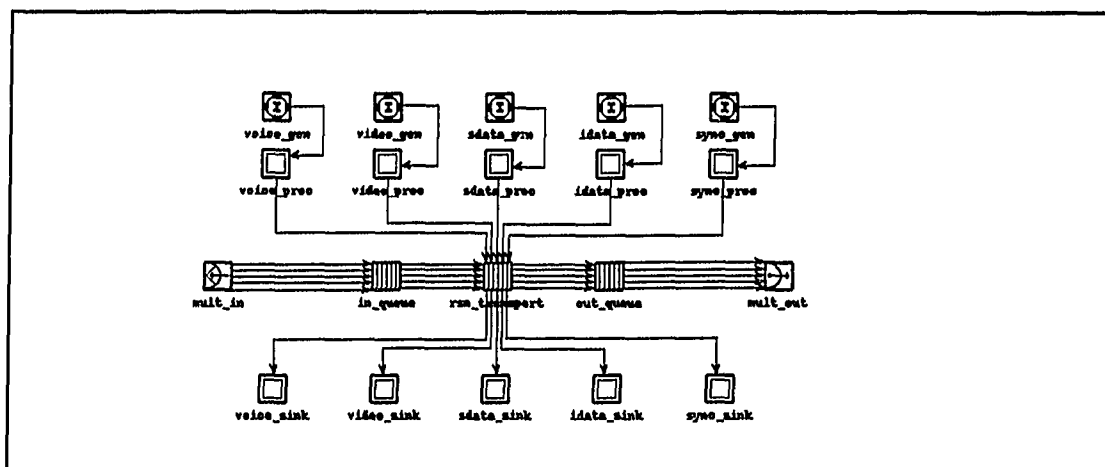 voice_gen video_gen sdata_gen idata_gen sync_gen
voice_proc video_proc sdata_proc idata_proc sync_proc
mult_in in_queue out_queue mult_out
voice_sink video_sink sdata_sink idata_sink sync_sink